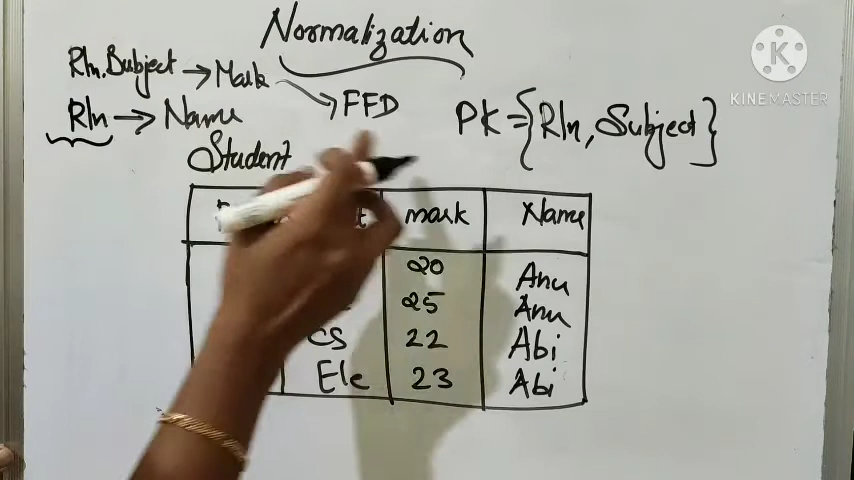 Normalization
Rln, Subject → Mark
→ FFD
Rln → Name
PK = {Rln, Subject}
Student
mark Name
20 Anu
25 Anu
CS 22 Abi
Ele 23 Abi
K
KINEMASTER